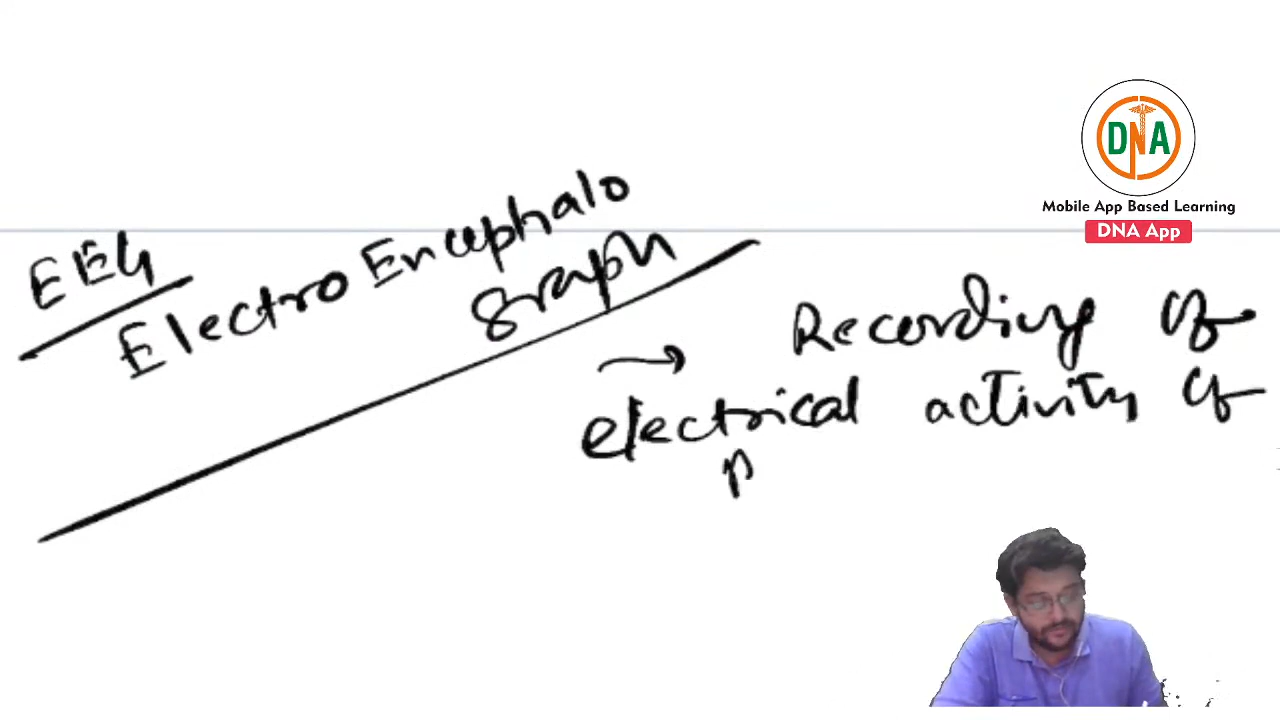 EEG
Electro Encephalo
graph
→ Recording of
electrical activity of
p
DNA
Mobile App Based Learning
DNA App